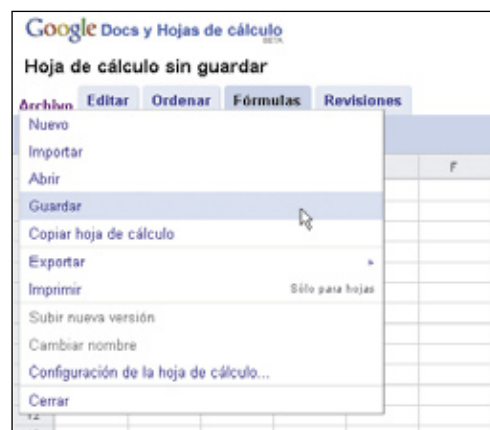 Google Docs y Hojas de cálculo
BETA
Hoja de cálculo sin guardar
Archivo Editar Ordenar Fórmulas Revisiones
Nuevo
Importar
F
Abrir
Guardar
Copiar hoja de cálculo
Exportar
Imprimir Sólo para hojas
Subir nueva versión
Cambiar nombre
Configuración de la hoja de cálculo...
Cerrar
12